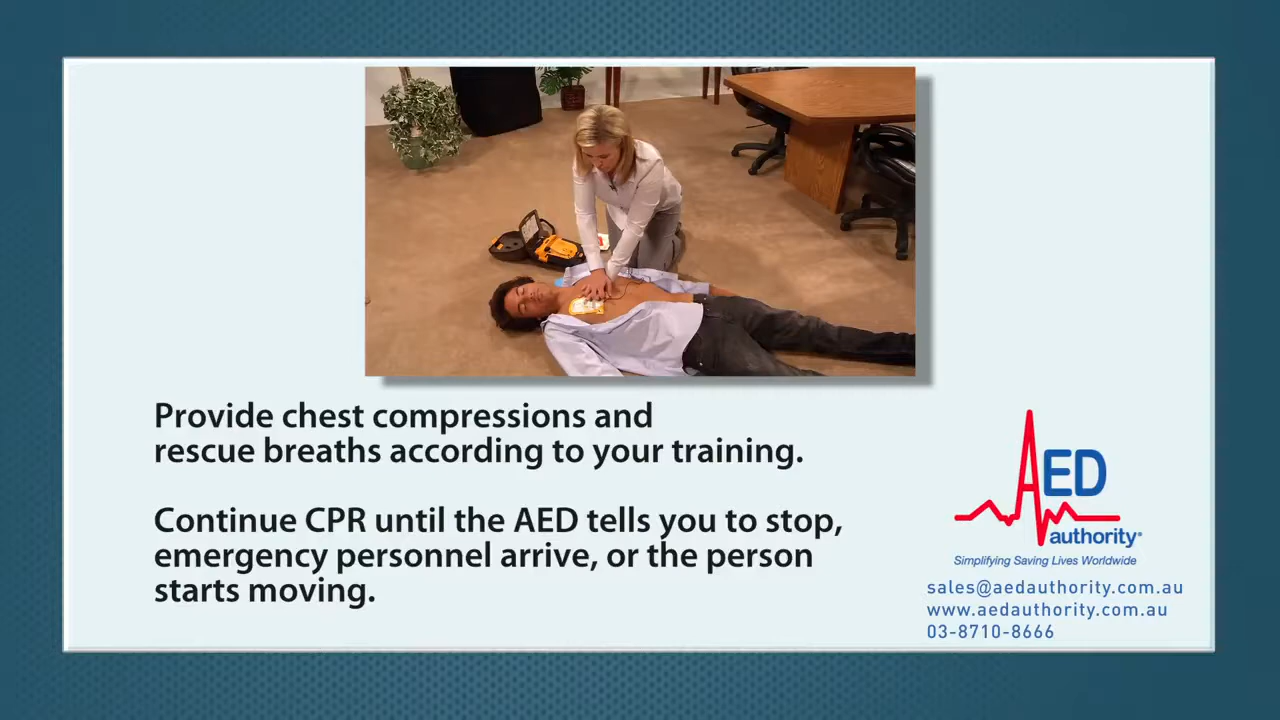 Provide chest compressions and
rescue breaths according to your training.
Continue CPR until the AED tells you to stop,
emergency personnel arrive, or the person
starts moving.
AED
authority®
Simplifying Saving Lives Worldwide
sales@aedauthority.com.au
www.aedauthority.com.au
03-8710-8666